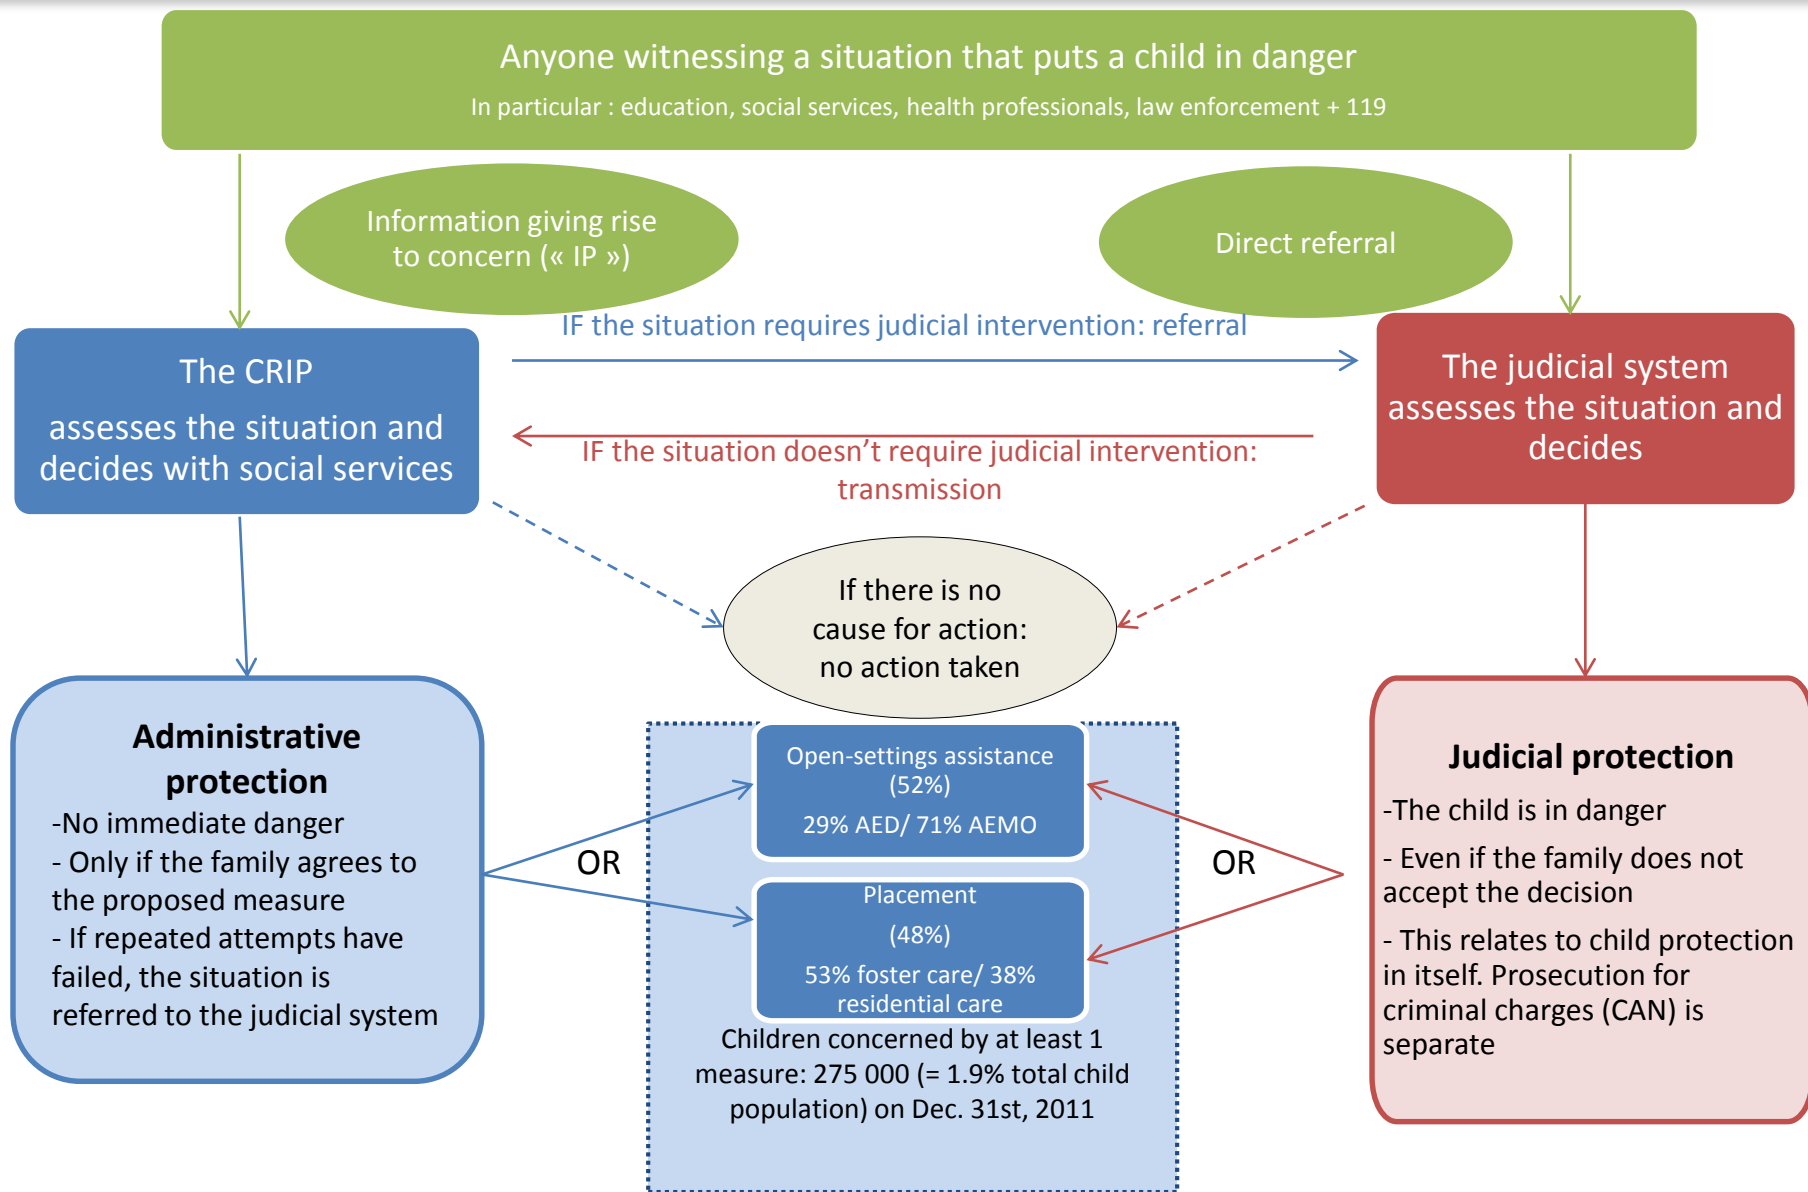 Anyone witnessing a situation that puts a child in danger
In particular : education, social services, health professionals, law enforcement + 119
Information giving rise
to concern (« IP »)
Direct referral
IF the situation requires judicial intervention: referral
The CRIP
assesses the situation and
decides with social services
The judicial system
assesses the situation and
decides
IF the situation doesn't require judicial intervention:
transmission
If there is no
cause for action:
no action taken
Administrative
protection
-No immediate danger
- Only if the family agrees to
the proposed measure
- If repeated attempts have
failed, the situation is
referred to the judicial system
OR
Open-settings assistance
(52%)
29% AED/ 71% AEMO
Placement
(48%)
53% foster care/ 38%
residential care
Children concerned by at least 1
measure: 275 000 (= 1.9% total child
population) on Dec. 31st, 2011
OR
Judicial protection
-The child is in danger
- Even if the family does not
accept the decision
- This relates to child protection
in itself. Prosecution for
criminal charges (CAN) is
separate